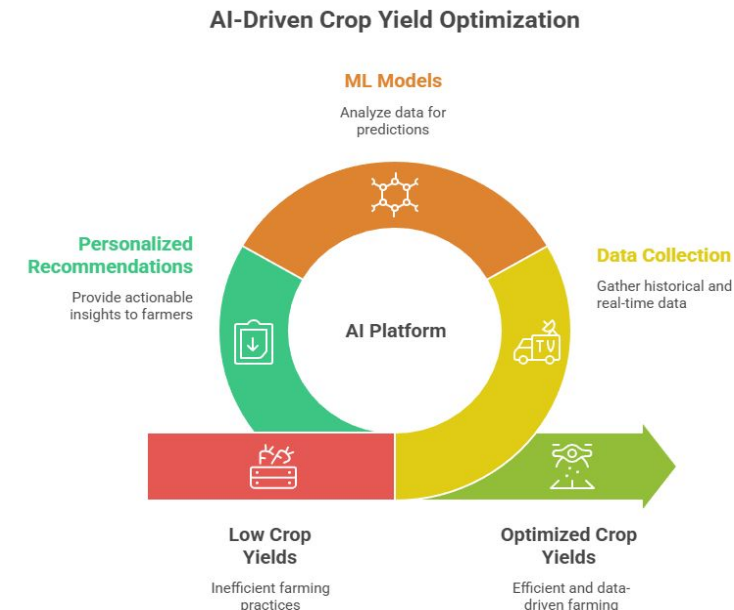 AI-Driven Crop Yield Optimization
ML Models
Analyze data for
predictions
Personalized
Recommendations
Provide actionable
insights to farmers
Data Collection
Gather historical and
real-time data
AI Platform
TV
Low Crop
Yields
Inefficient farming
practices
Optimized Crop
Yields
Efficient and data-
driven farming